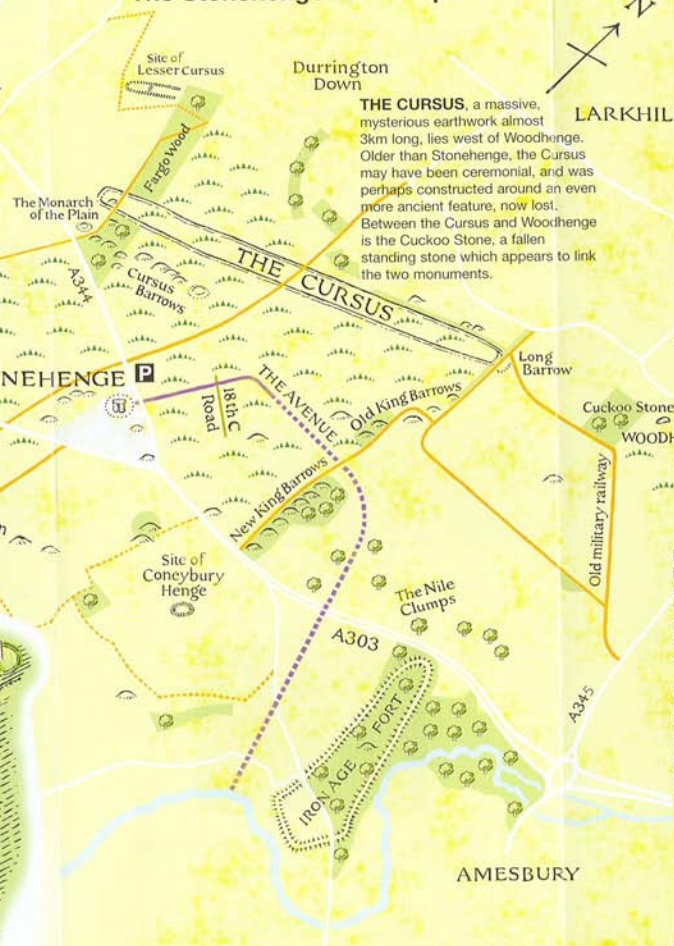 N
Site of
Lesser Cursus
Durrington
Down
LARKHIL
THE CURSUS, a massive,
mysterious earthwork almost
3km long, lies west of Woodhenge.
Older than Stonehenge, the Cursus
may have been ceremonial, and was
perhaps constructed around an even
more ancient feature, now lost.
Between the Cursus and Woodhenge
is the Cuckoo Stone, a fallen
standing stone which appears to link
the two monuments.
Fargo Wood
The Monarch
of the Plain
A344
Cursus
Barrows
THE CURSUS
NEHENGE P
18th C
Road
THE AVENUE
Old King Barrows
Long
Barrow
Cuckoo Stone
WOODH
New King Barrows
Old military railway
n
Site of
Coneybury
Henge
The Nile
Clumps
A303
A345
IRON AGE FORT
AMESBURY